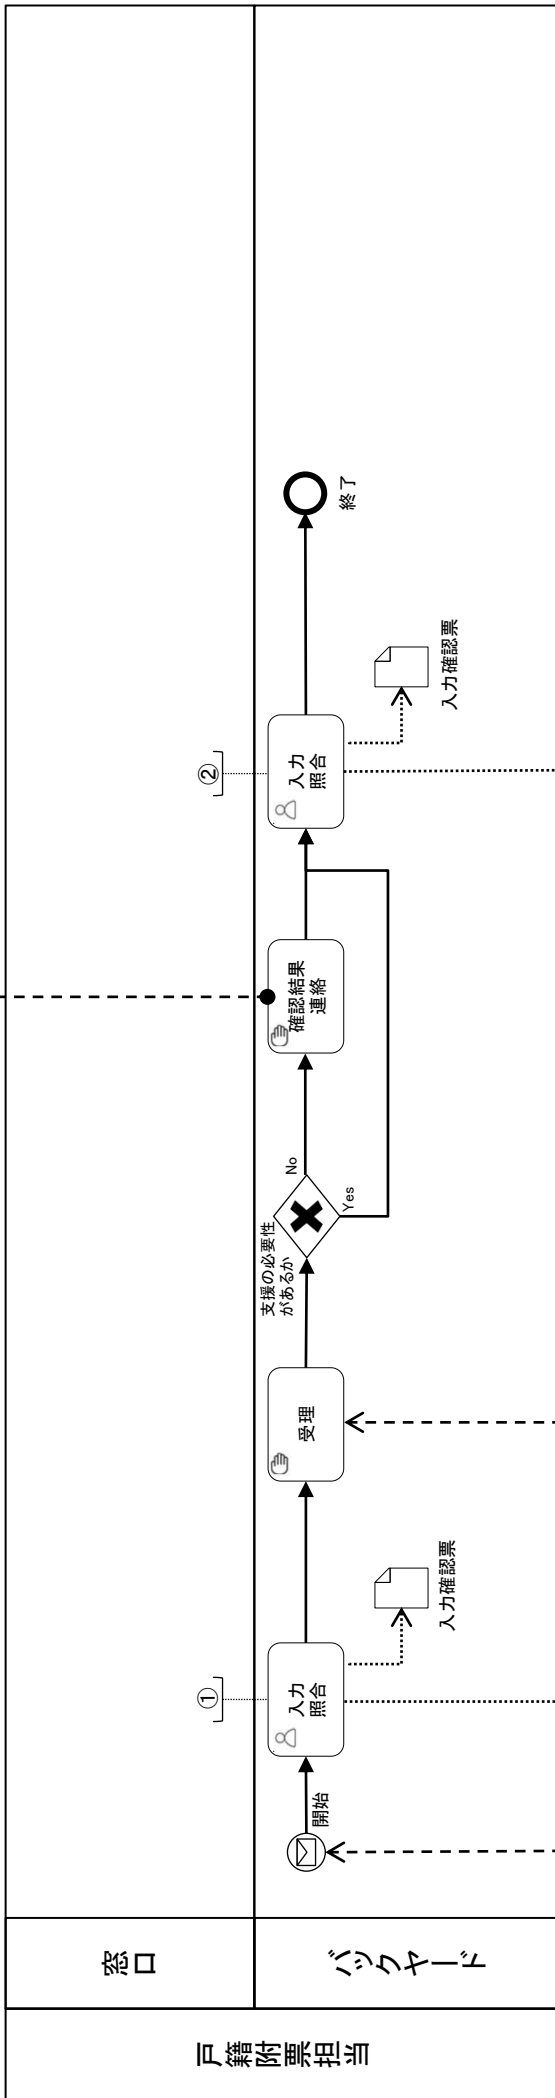 戸籍附票担当
窓口
バックヤード
開始
①
入力
照合
入力確認票
受理
支援の必要性
があるか
No
Yes
確認結果
連絡
②
入力
照合
入力確認票
終了